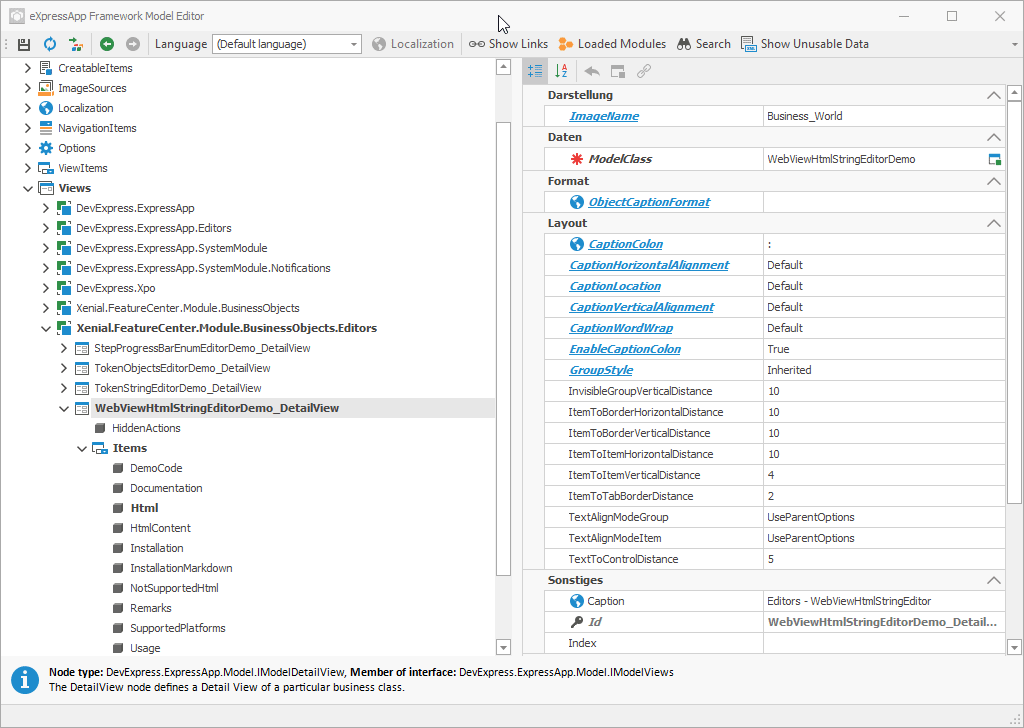 eXpressApp Framework Model Editor
Language (Default language) Localization Show Links Loaded Modules Search Show Unusable Data
CreatableItems
ImageSources
Localization
NavigationItems
Options
ViewItems
Views
DevExpress.ExpressApp
DevExpress.ExpressApp.Editors
DevExpress.ExpressApp.SystemModule
DevExpress.ExpressApp.SystemModule.Notifications
DevExpress.Xpo
Xenial.FeatureCenter.Module.BusinessObjects
Xenial.FeatureCenter.Module.BusinessObjects.Editors
StepProgressBarEnumEditorDemo_DetailView
TokenObjectsEditorDemo_DetailView
TokenStringEditorDemo_DetailView
WebViewHtmlStringEditorDemo_DetailView
HiddenActions
Items
DemoCode
Documentation
Html
HtmlContent
Installation
InstallationMarkdown
NotSupportedHtml
Remarks
SupportedPlatforms
Usage
Darstellung
ImageName Business_World
Daten
ModelClass WebViewHtmlStringEditorDemo
Format
ObjectCaptionFormat
Layout
CaptionColon :
CaptionHorizontalAlignment Default
CaptionLocation Default
CaptionVerticalAlignment Default
CaptionWordWrap Default
EnableCaptionColon True
GroupStyle Inherited
InvisibleGroupVerticalDistance 10
ItemToBorderHorizontalDistance 10
ItemToBorderVerticalDistance 10
ItemToItemHorizontalDistance 10
ItemToItemVerticalDistance 4
ItemToTabBorderDistance 2
TextAlignModeGroup UseParentOptions
TextAlignModeItem UseParentOptions
TextToControlDistance 5
Sonstiges
Caption Editors - WebViewHtmlStringEditor
Id WebViewHtmlStringEditorDemo_Detail...
Index
Node type: DevExpress.ExpressApp.Model.IModelDetailView, Member of interface: DevExpress.ExpressApp.Model.IModelViews
The DetailView node defines a Detail View of a particular business class.